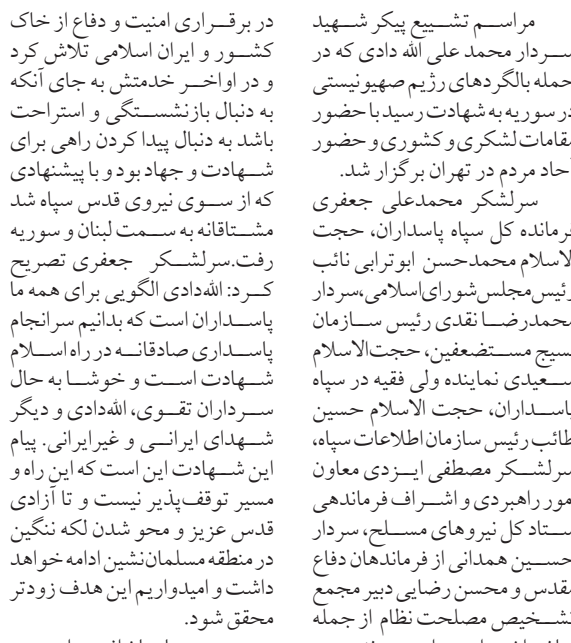 مراسم تشییع پیکر شهید
سردار محمد علی الله دادی که در
حمله بالگردهای رژیم صهیونیستی
در سوریه به شهادت رسید با حضور
مقامات لشکری و کشوری و حضور
آحاد مردم در تهران برگزار شد.
سرلشکر محمدعلی جعفری
فرمانده کل سپاه پاسداران، حجت
الاسلام محمدحسن ابوترابی نائب
رئیس‌مجلس‌شورای‌اسلامی،سردار
محمدرضا نقدی رئیس سازمان
بسیج مستضعفین، حجت‌الاسلام
سعیدی نماینده ولی فقیه در سپاه
پاسداران، حجت الاسلام حسین
طائب رئیس سازمان اطلاعات سپاه،
سرلشکر مصطفی ایزدی معاون
امور راهبردی و اشراف فرماندهی
ستاد کل نیروهای مسلح، سردار
حسین همدانی از فرماندهان دفاع
مقدس و محسن رضایی دبیر مجمع
تشخیص مصلحت نظام از جمله
در برقراری امنیت و دفاع از خاک
کشور و ایران اسلامی تلاش کرد
و در اواخر خدمتش به جای آنکه
به دنبال بازنشستگی و استراحت
باشد به دنبال پیدا کردن راهی برای
شهادت و جهاد بود و با پیشنهادی
که از سوی نیروی قدس سپاه شد
مشتاقانه به سمت لبنان و سوریه
رفت.سرلشکر جعفری تصریح
کرد: الله‌دادی الگویی برای همه ما
پاسداران است که بدانیم سرانجام
پاسداری صادقانه در راه اسلام
شهادت است و خوشا به حال
سرداران تقوی، الله‌دادی و دیگر
شهدای ایرانی و غیرایرانی. پیام
این شهادت این است که این راه و
مسیر توقف‌پذیر نیست و تا آزادی
قدس عزیز و محو شدن لکه ننگین
در منطقه مسلمان‌نشین ادامه خواهد
داشت و امیدواریم این هدف زودتر
محقق شود.